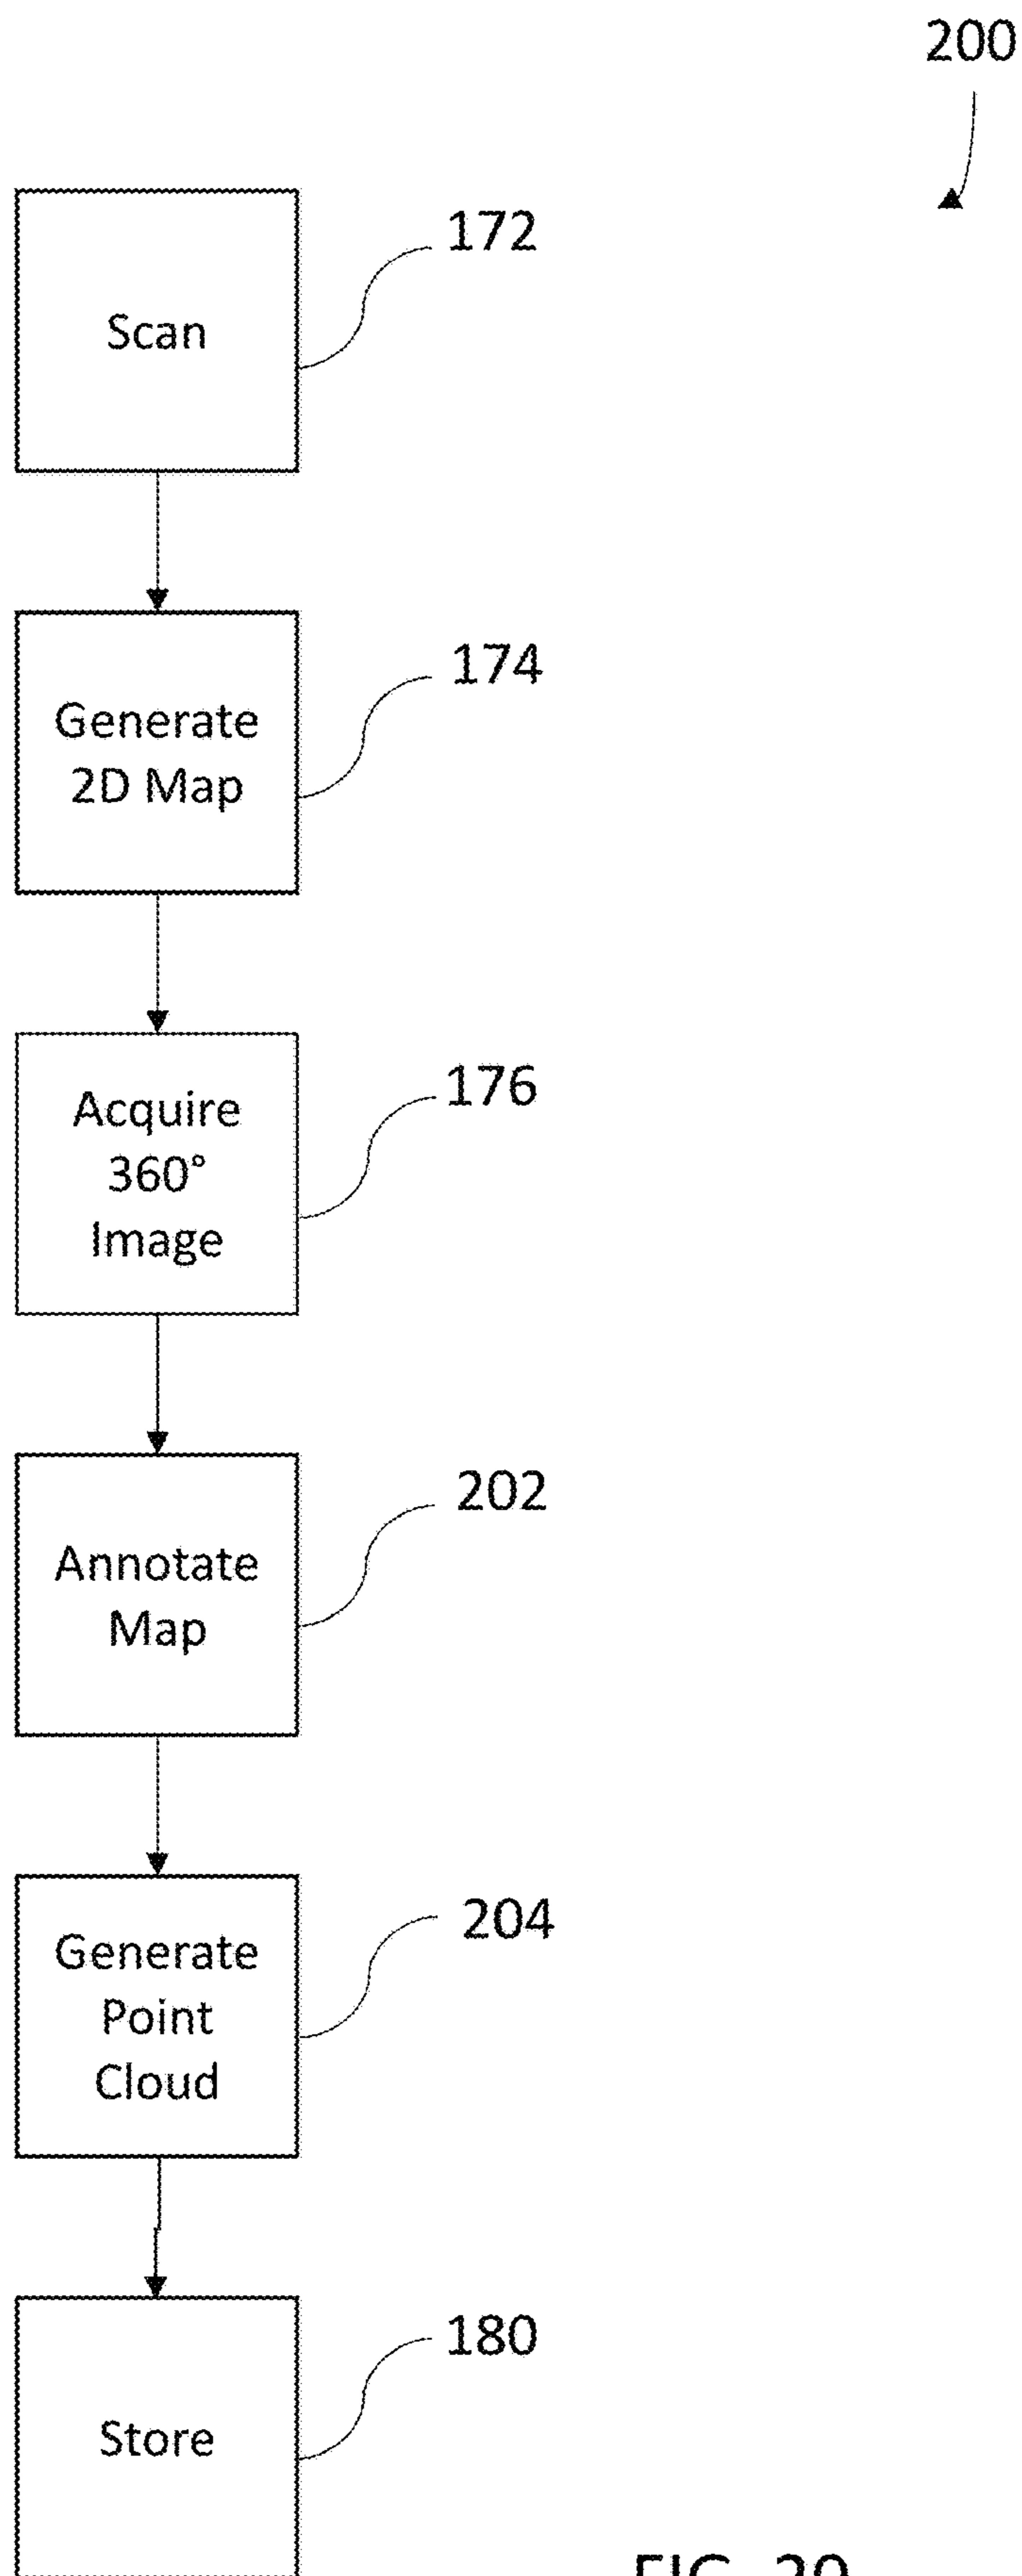 200
Scan
172
Generate
2D Map
174
Acquire
360°
Image
176
Annotate
Map
202
Generate
Point
Cloud
204
Store
180